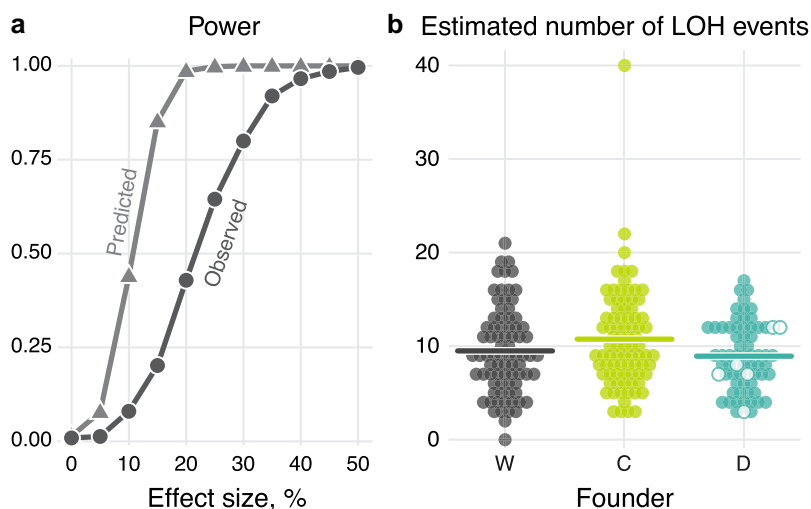 a
Power
1.00
0.75
0.50
0.25
0.00
Predicted
Observed
0
10
20
30
40
50
Effect size, %
b
Estimated number of LOH events
40
30
20
10
0
W
C
D
Founder